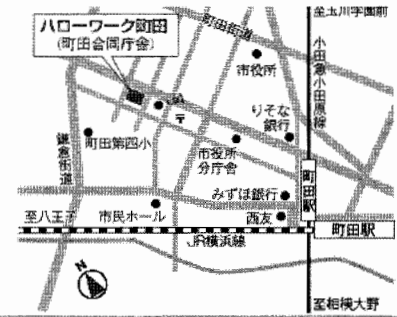 ハローワーク町田
(町田合同庁舎)
町田街道
至玉川学園前
市役所
小田急小田原線
りそな
銀行
〒
町田第四小
鎌倉街道
市役所
分庁舎
みずほ銀行
町田駅
西友
至八王子
市民ホール
町田駅
JR横浜線
N
至相模大野